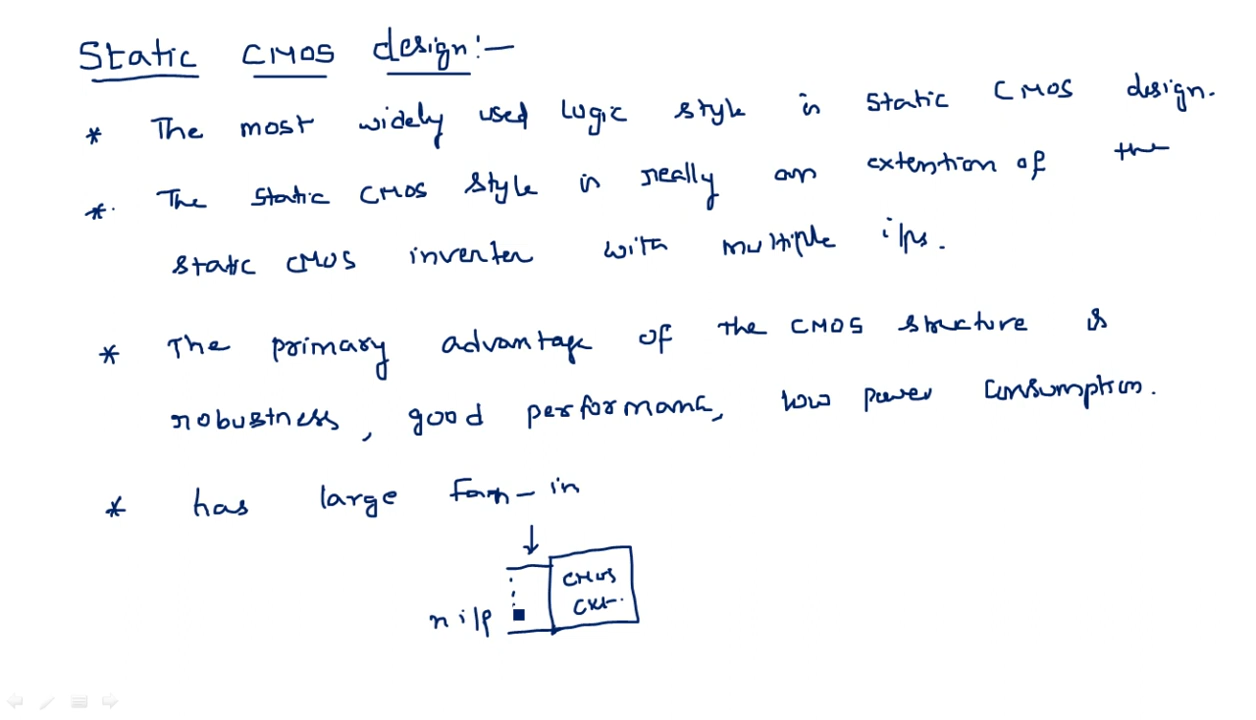 Static CMOS design:-
* The most widely used logic style is static CMOS design.
* The static CMOS style is really an extention of the
static CMOS inverter with multiple i/ps.
* The primary advantage of the CMOS structure is
robustness, good performance, low power consumption.
* has large Fan-in
CMOS
n i/p
Ckt.